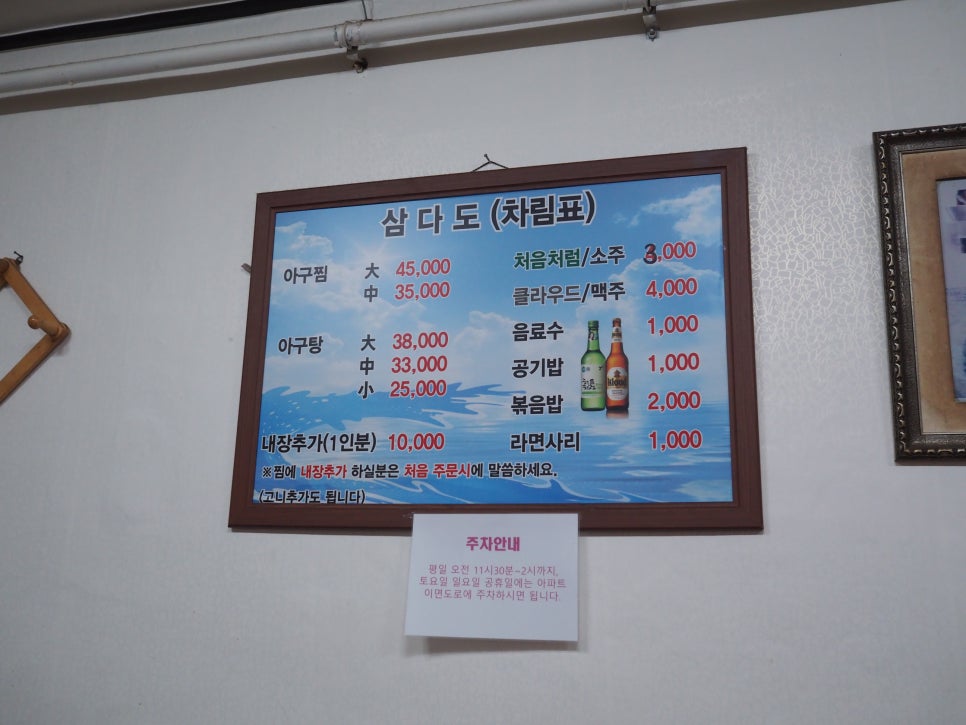 삼다도 (차림표)
아구찜 大 45,000
中 35,000
아구탕 大 38,000
中 33,000
小 25,000
내장추가(1인분) 10,000
※찜에 내장추가 하실분은 처음 주문시에 말씀하세요.
(고니추가도 됩니다)
처음처럼/소주 3,000
클라우드/맥주 4,000
음료수 1,000
공기밥 1,000
볶음밥 2,000
라면사리 1,000
주차안내
평일 오전 11시30분~2시까지,
토요일 일요일 공휴일에는 아파트
이면도로에 주차하시면 됩니다.